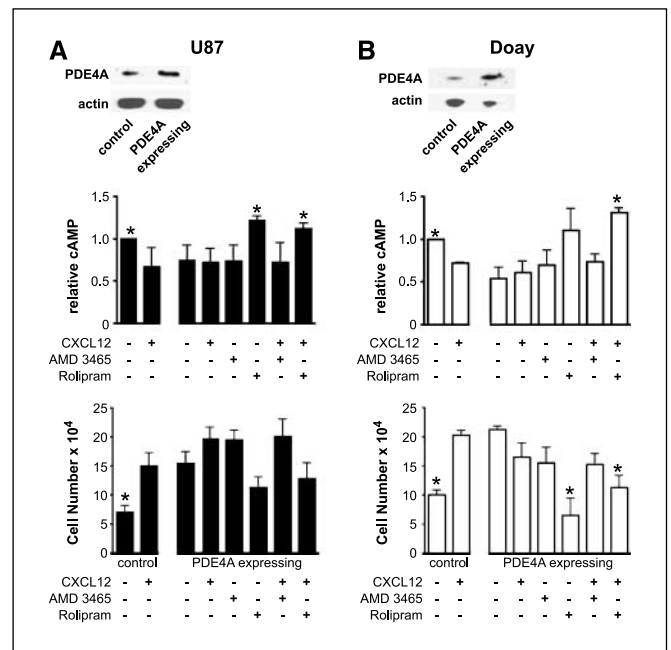 A U87
PDE4A
actin
control
PDE4A
expressing
*
*
*
relative cAMP
1.5
1.0
0.5
0
CXCL12 - + - + - - + +
AMD 3465 - - - - + - + -
Rolipram - - - - - + - +
*
Cell Number x 10⁴
25
20
15
10
5
0
control PDE4A expressing
CXCL12 - + - + - - + +
AMD 3465 - - - - + - + -
Rolipram - - - - - + - +
B Doay
PDE4A
actin
control
PDE4A
expressing
*
*
relative cAMP
1.5
1.0
0.5
0
CXCL12 - + - + - - + +
AMD 3465 - - - - + - + -
Rolipram - - - - - + - +
*
*
*
Cell Number x 10⁴
25
20
15
10
5
0
control PDE4A expressing
CXCL12 - + - + - - + +
AMD 3465 - - - - + - + -
Rolipram - - - - - + - +